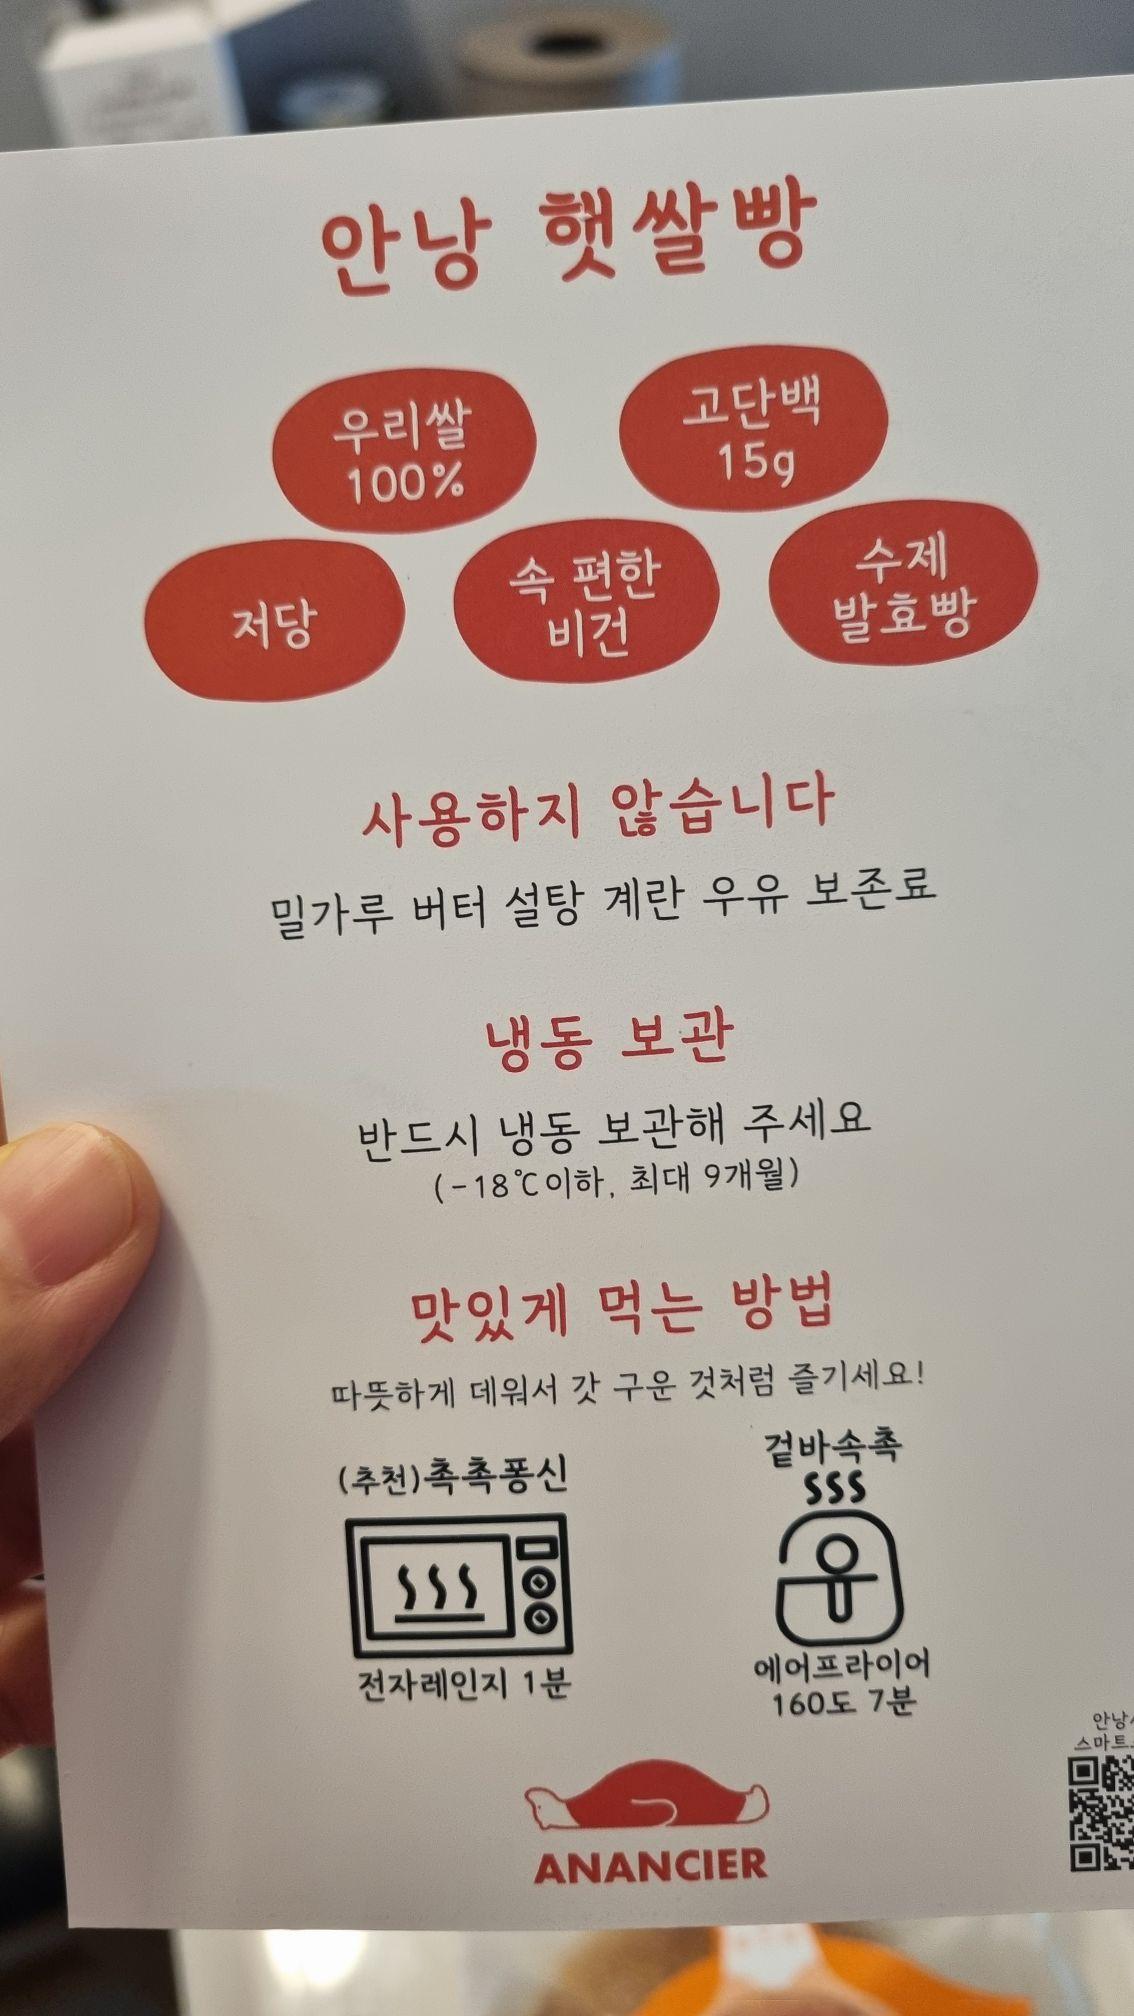 안낭 햇쌀빵
우리쌀
100%
고단백
15g
저당
속 편한
비건
수제
발효빵
사용하지 않습니다
밀가루 버터 설탕 계란 우유 보존료
냉동 보관
반드시 냉동 보관해 주세요
(-18℃이하, 최대 9개월)
맛있게 먹는 방법
따뜻하게 데워서 갓 구운 것처럼 즐기세요!
(추천)촉촉퐁신
전자레인지 1분
겉바속촉
에어프라이어
160도 7분
안낭
스마트
ANANCIER